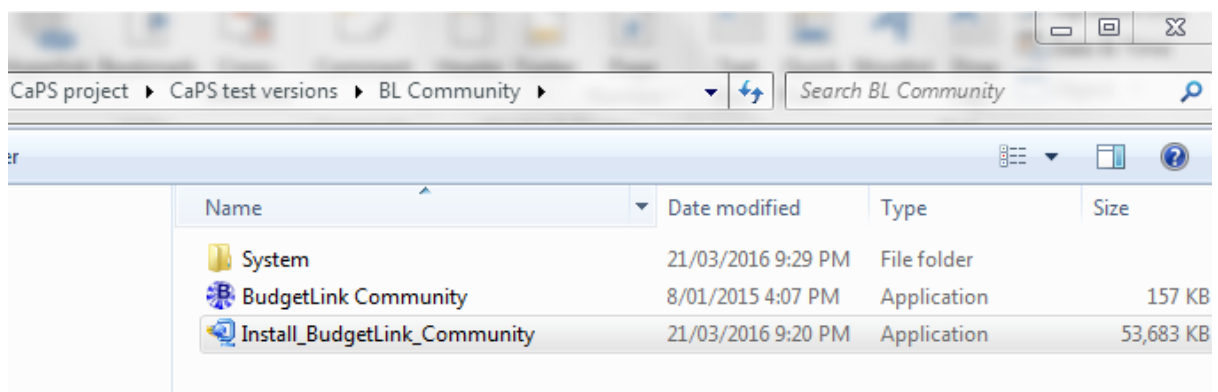 CaPS project ▸ CaPS test versions ▸ BL Community ▸ Search BL Community
er
Name Date modified Type Size
System 21/03/2016 9:29 PM File folder
BudgetLink Community 8/01/2015 4:07 PM Application 157 KB
Install_BudgetLink_Community 21/03/2016 9:20 PM Application 53,683 KB